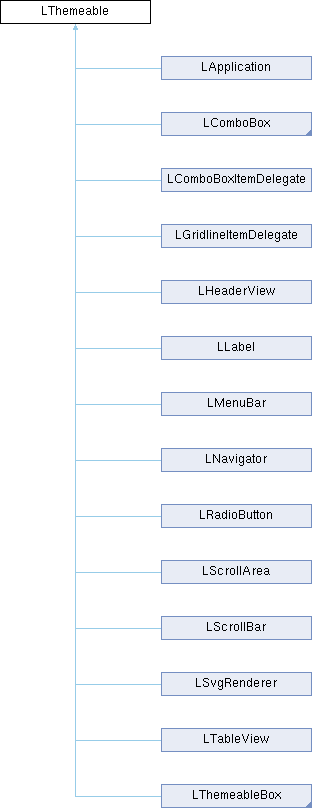 LThemeable
LApplication
LComboBox
LComboBoxItemDelegate
LGridlineItemDelegate
LHeaderView
LLabel
LMenuBar
LNavigator
LRadioButton
LScrollArea
LScrollBar
LSvgRenderer
LTableView
LThemeableBox